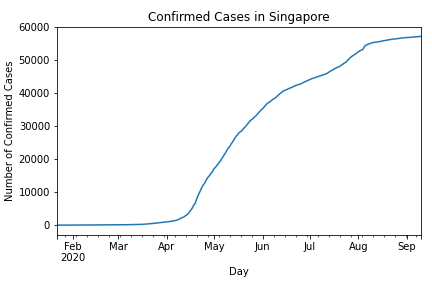 Confirmed Cases in Singapore
Number of Confirmed Cases
60000
50000
40000
30000
20000
10000
0
Feb Mar Apr May Jun Jul Aug Sep
2020
Day